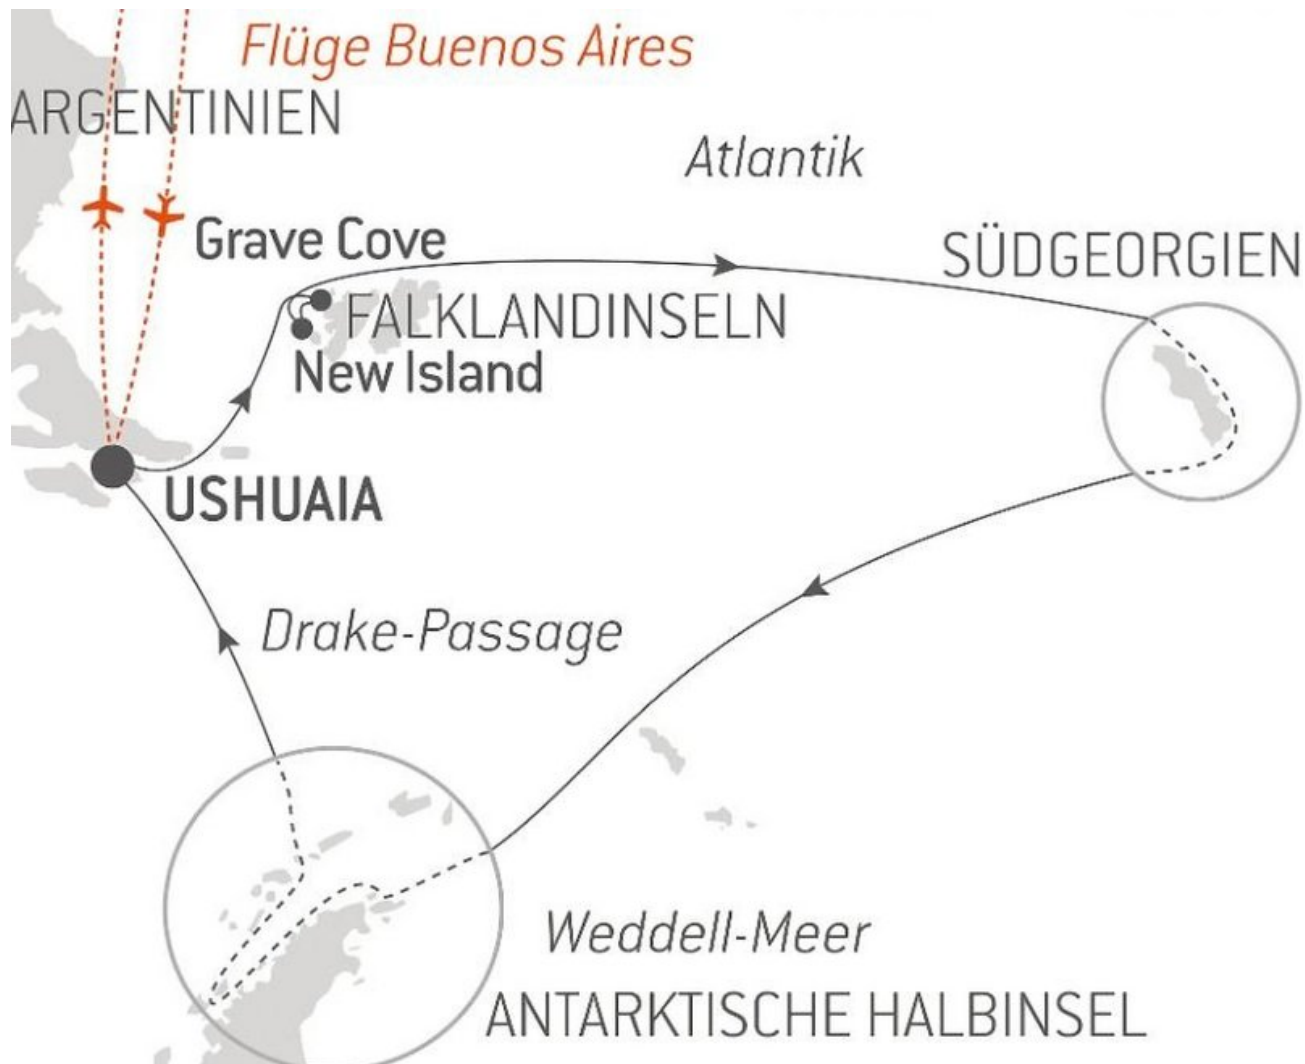 Flüge Buenos Aires
ARGENTINIEN
Atlantik
Grave Cove
SÜDGEORGIEN
FALKLANDINSELN
New Island
USHUAIA
Drake-Passage
Weddell-Meer
ANTARKTISCHE HALBINSEL